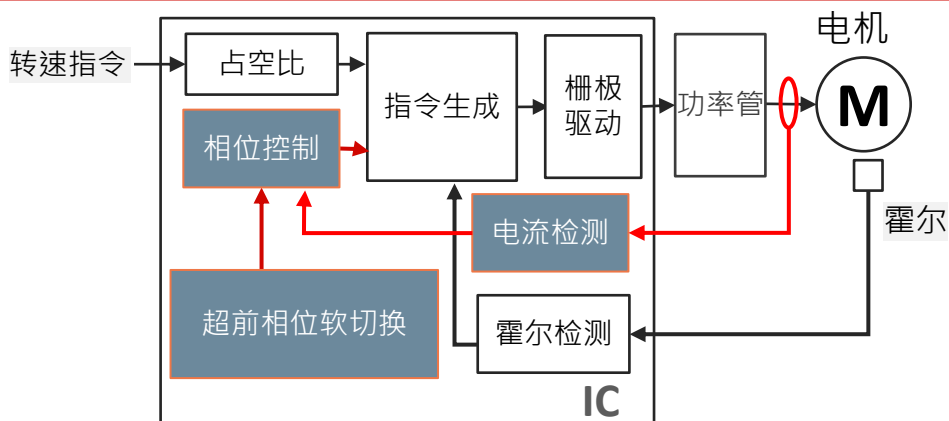 电机
转速指令
占空比
指令生成
栅极
驱动
功率管
M
相位控制
电流检测
霍尔
超前相位软切换
霍尔检测
IC